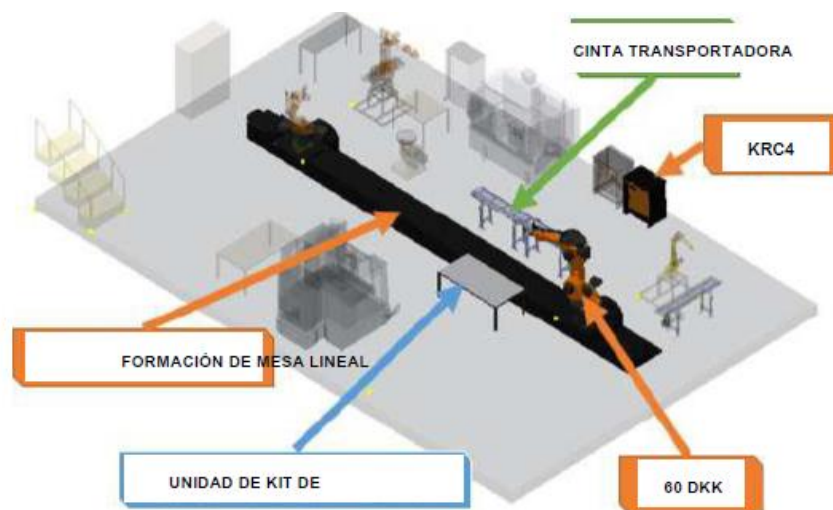 CINTA TRANSPORTADORA
KRC4
FORMACIÓN DE MESA LINEAL
UNIDAD DE KIT DE
60 DKK